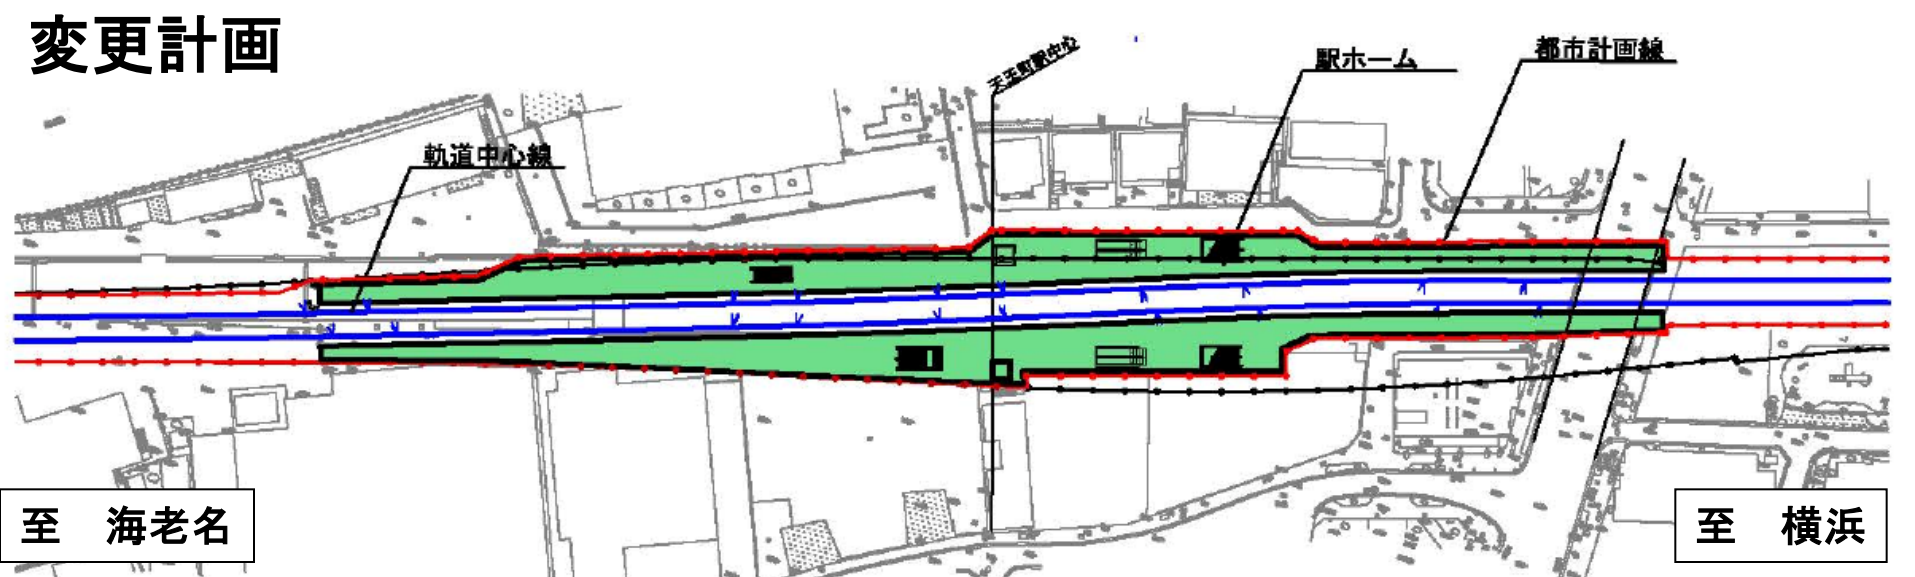 変更計画
天王町駅中心
駅ホーム
都市計画線
軌道中心線
至 海老名
至 横浜